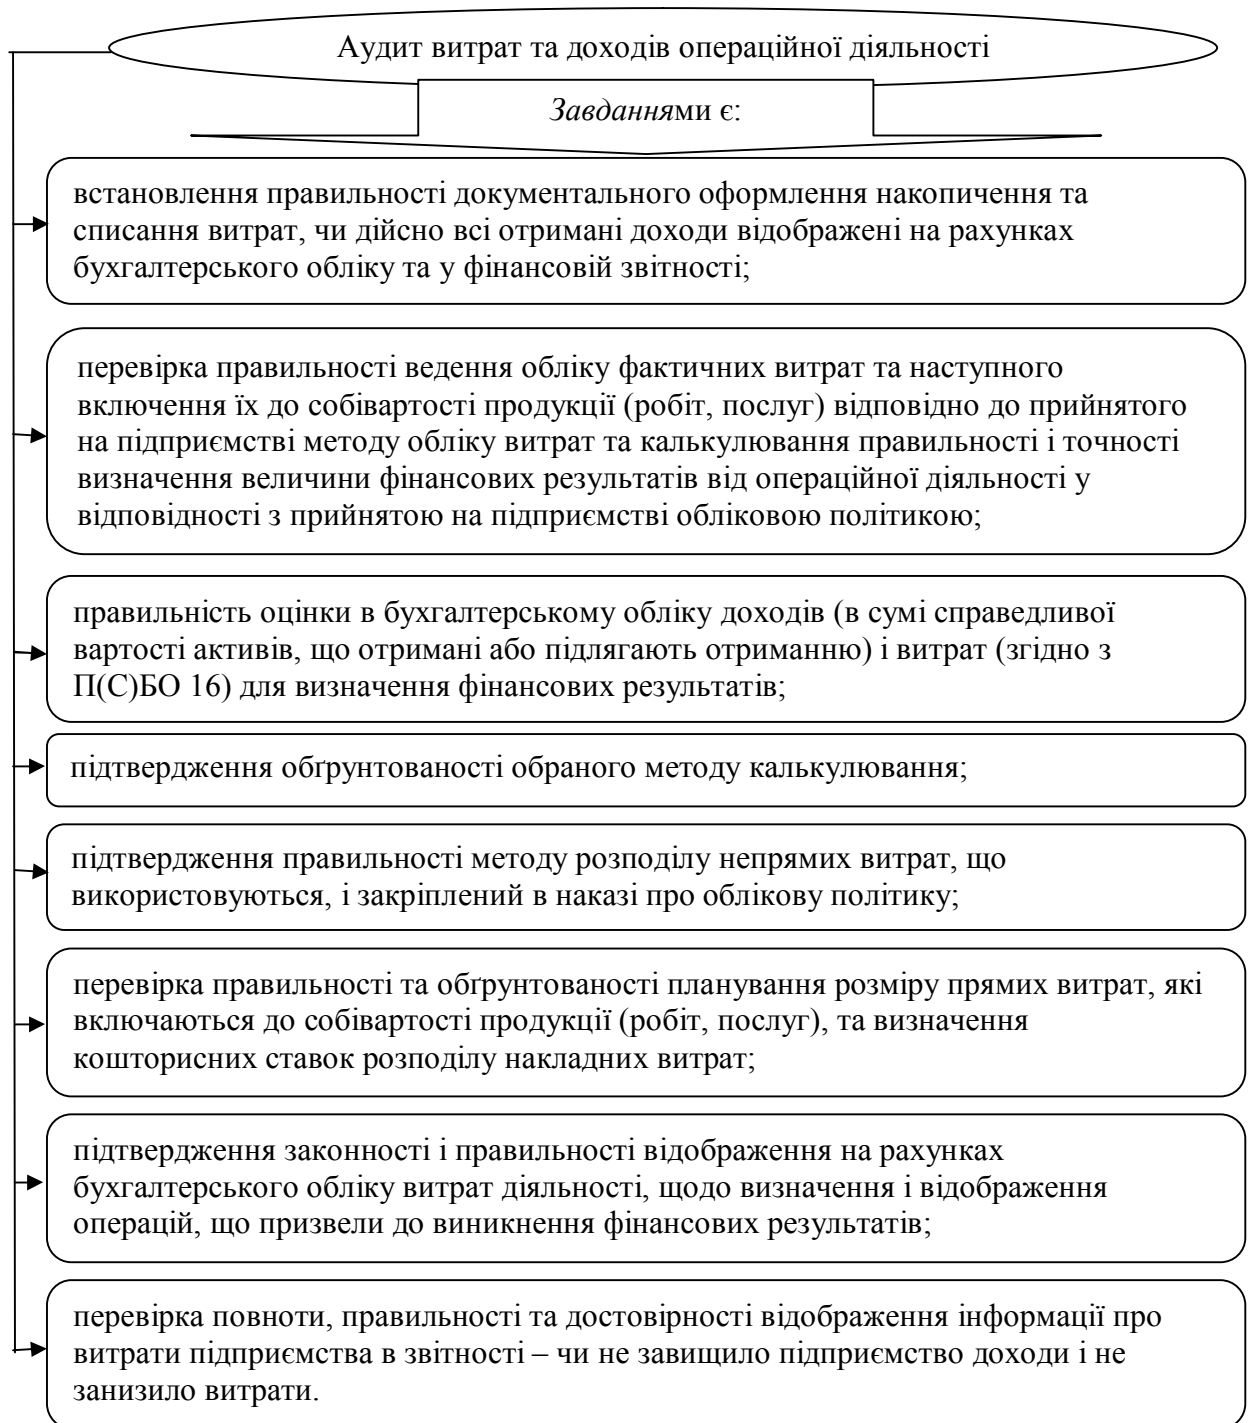 Аудит витрат та доходів операційної діяльності
Завданнями є:
встановлення правильності документального оформлення накопичення та
списання витрат, чи дійсно всі отримані доходи відображені на рахунках
бухгалтерського обліку та у фінансовій звітності;
перевірка правильності ведення обліку фактичних витрат та наступного
включення їх до собівартості продукції (робіт, послуг) відповідно до прийнятого
на підприємстві методу обліку витрат та калькулювання правильності і точності
визначення величини фінансових результатів від операційної діяльності у
відповідності з прийнятою на підприємстві обліковою політикою;
правильність оцінки в бухгалтерському обліку доходів (в сумі справедливої
вартості активів, що отримані або підлягають отриманню) і витрат (згідно з
П(С)БО 16) для визначення фінансових результатів;
підтвердження обґрунтованості обраного методу калькулювання;
підтвердження правильності методу розподілу непрямих витрат, що
використовуються, і закріплений в наказі про облікову політику;
перевірка правильності та обґрунтованості планування розміру прямих витрат, які
включаються до собівартості продукції (робіт, послуг), та визначення
кошторисних ставок розподілу накладних витрат;
підтвердження законності і правильності відображення на рахунках
бухгалтерського обліку витрат діяльності, щодо визначення і відображення
операцій, що призвели до виникнення фінансових результатів;
перевірка повноти, правильності та достовірності відображення інформації про
витрати підприємства в звітності – чи не завищило підприємство доходи і не
занизило витрати.